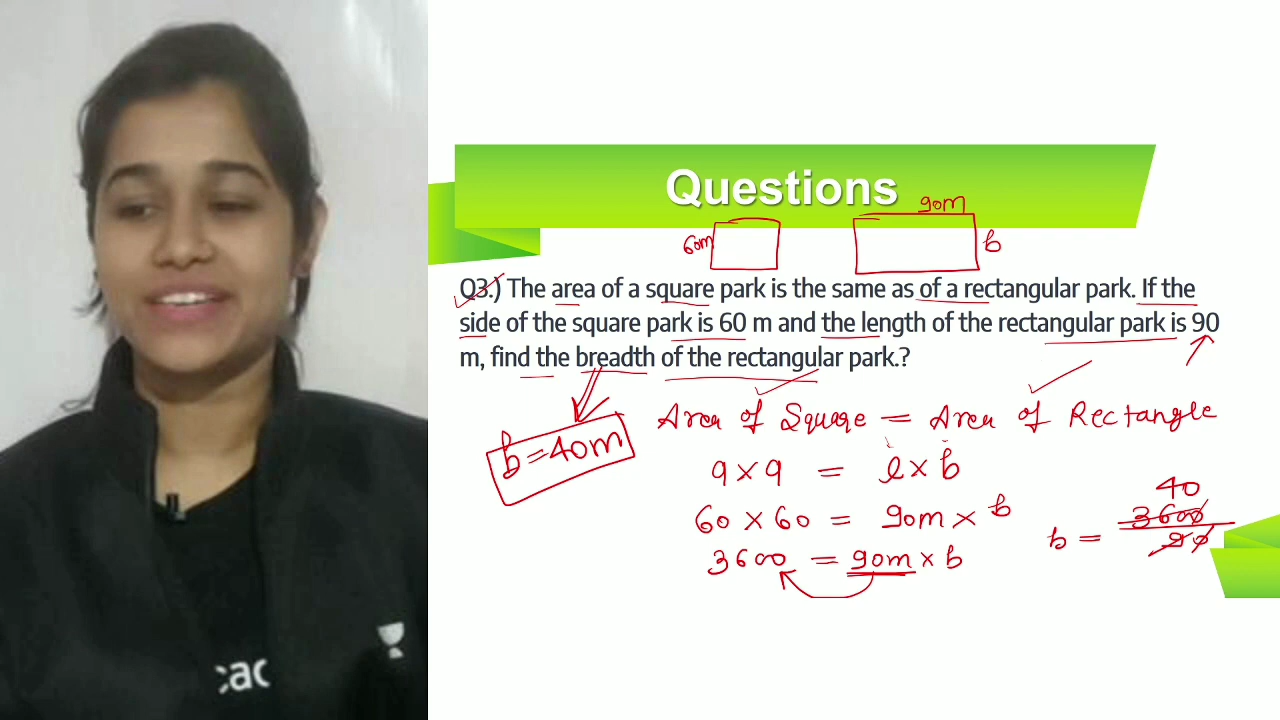 Questions
90m
60m
b
Q3.) The area of a square park is the same as of a rectangular park. If the
side of the square park is 60 m and the length of the rectangular park is 90
m, find the breadth of the rectangular park.?
Area of Square = Area of Rectangle
b = 40m
a × a = l × b
60 × 60 = 90m × b
3600 = 90m × b
40
b = 3600
90
cac